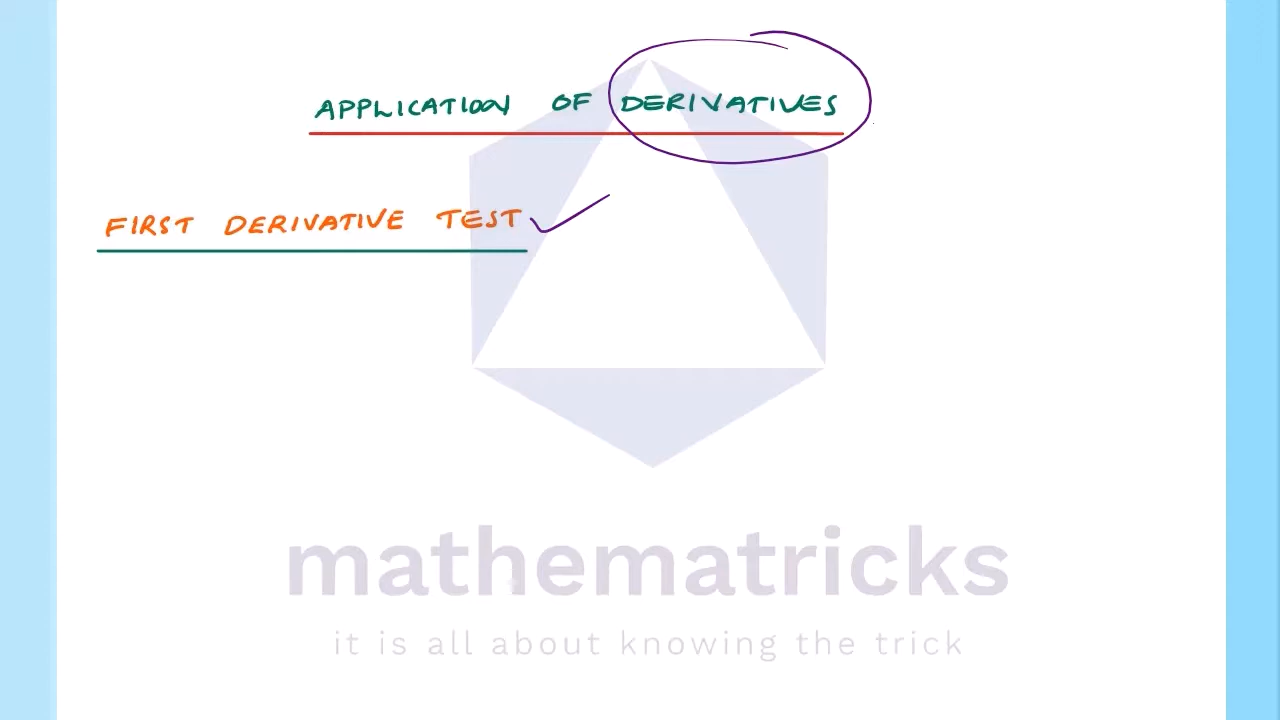 APPLICATION OF DERIVATIVES
FIRST DERIVATIVE TEST
mathematricks
it is all about knowing the trick